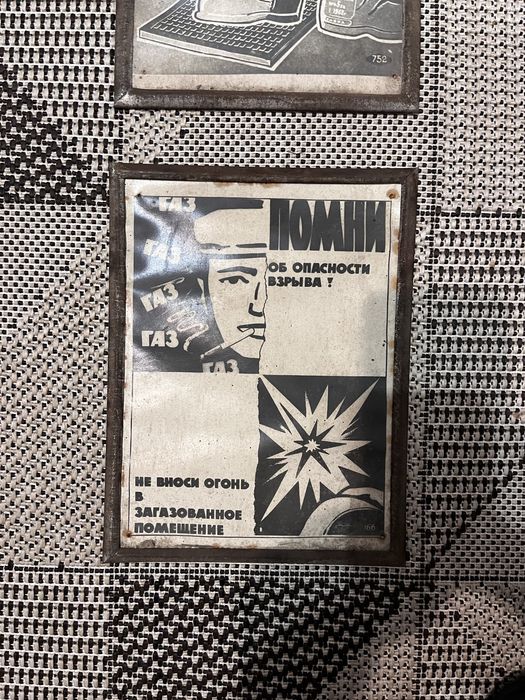 752
ГАЗ
ГАЗ
ГАЗ
ГАЗ
ГАЗ
ПОМНИ
ОБ ОПАСНОСТИ
ВЗРЫВА !
НЕ ВНОСИ ОГОНЬ
В
ЗАГАЗОВАННОЕ
ПОМЕЩЕНИЕ
166